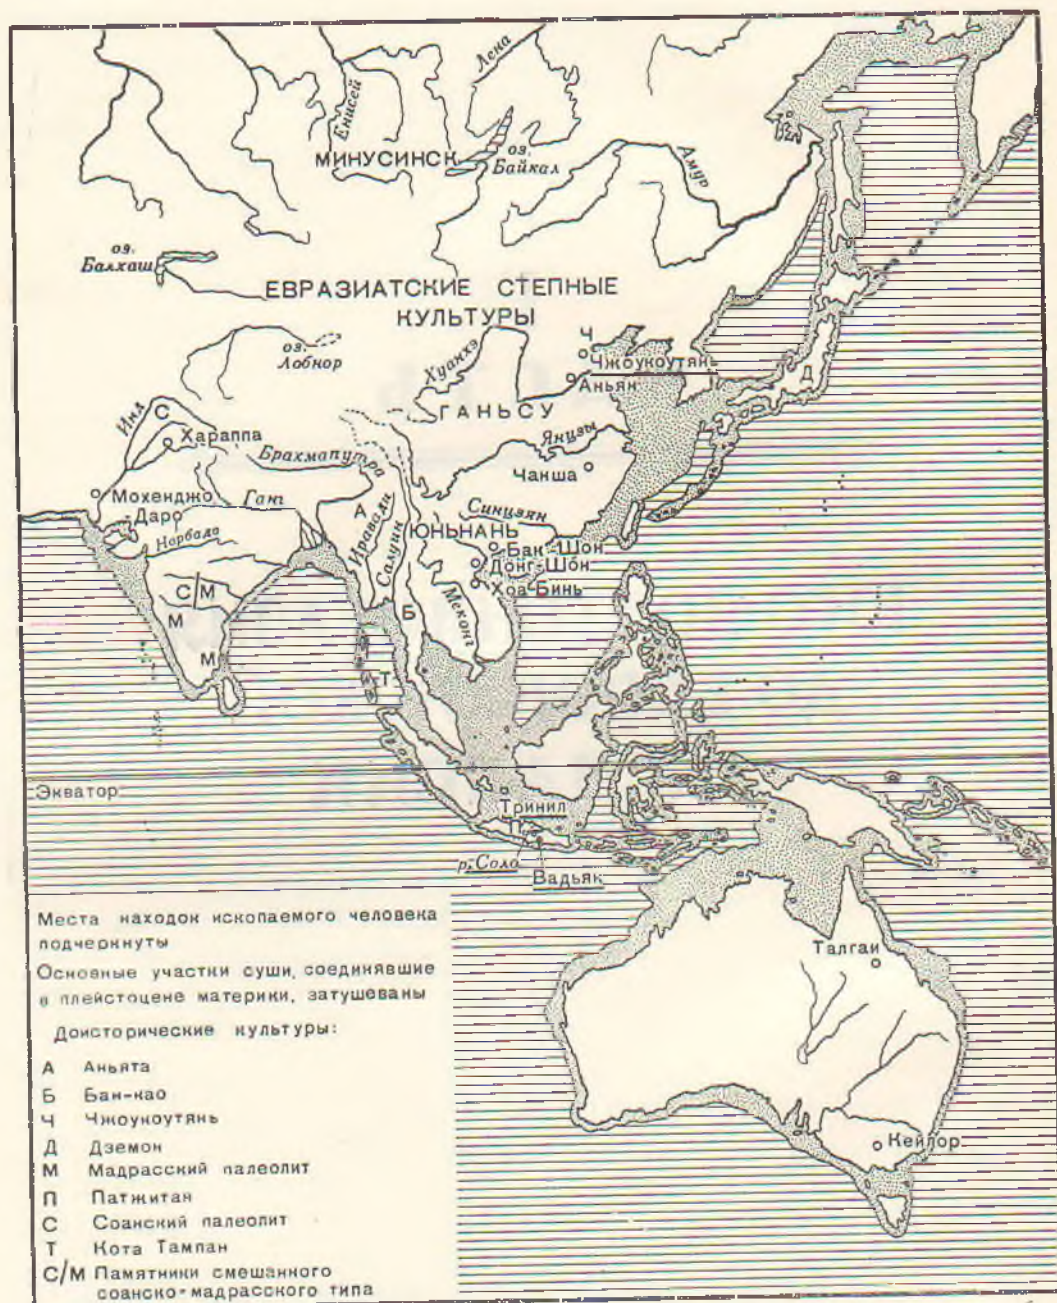 Лена
Енисей
МИНУСИНСК
оз.
Байкал
Амур
оз.
Балхаш
ЕВРАЗИАТСКИЕ СТЕПНЫЕ
КУЛЬТУРЫ
оз.
Лобнор
Хуанхэ
Ч
Чжоукоутян
Аньян
Д
ГАНЬСУ
Инд
С
Хараппа
Янцзы
Брахмапутра
Чанша
Мохенджо
Даро
Ганг
А
Иравали
Салуин
Синцзян
ЮНЬНАНЬ
Нарбада
Бак-Шон
Донг-Шон
Хоа-Бинь
С/М
М
Б
Меконг
М
Т
Экватор
Тринил
П
р. Соло
Вадьяк
Места находок ископаемого человека
подчеркнуты
Основные участки суши, соединявшие
в плейстоцене материки, затушеваны
Доисторические культуры:
А Аньята
Б Бан-као
Ч Чжоукоутянь
Д Дземон
М Мадрасский палеолит
П Патжитан
С Соанский палеолит
Т Кота Тампан
С/М Памятники смешанного
соанско-мадрасского типа
Талгаи
Кейлор